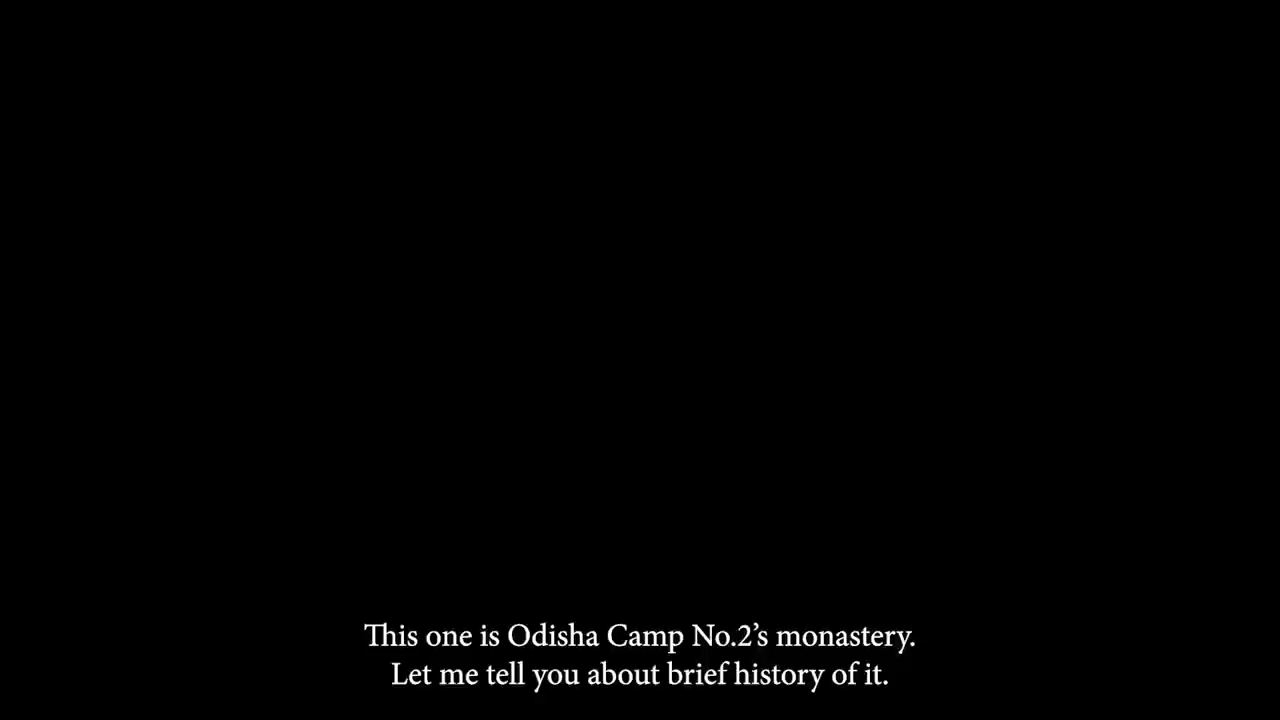 This one is Odisha Camp No.2’s monastery.
Let me tell you about brief history of it.